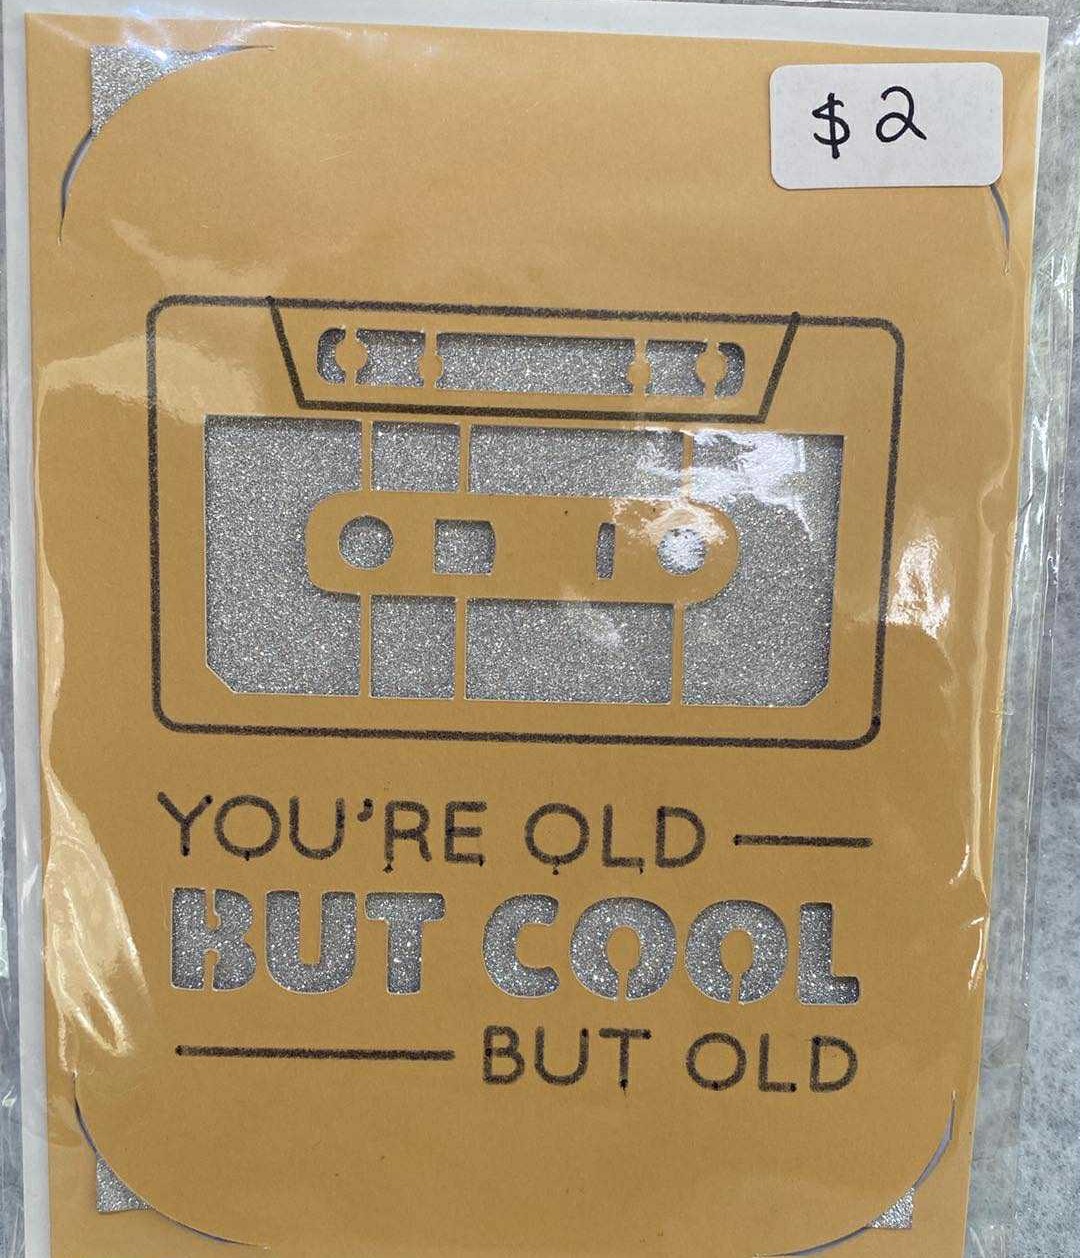 $2
YOU'RE OLD —
BUT COOL
— BUT OLD